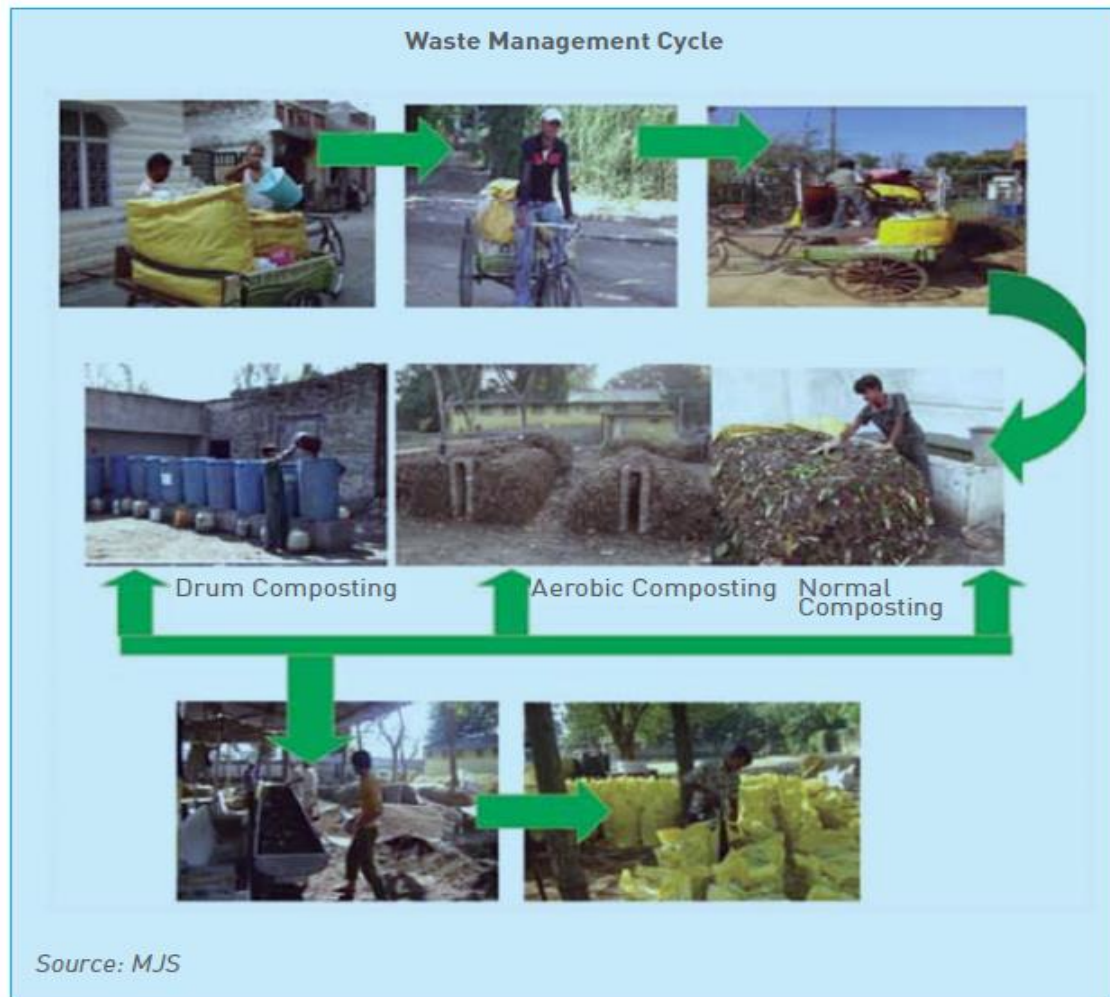 Waste Management Cycle
Drum Composting
Aerobic Composting
Normal
Composting
Source: MJS